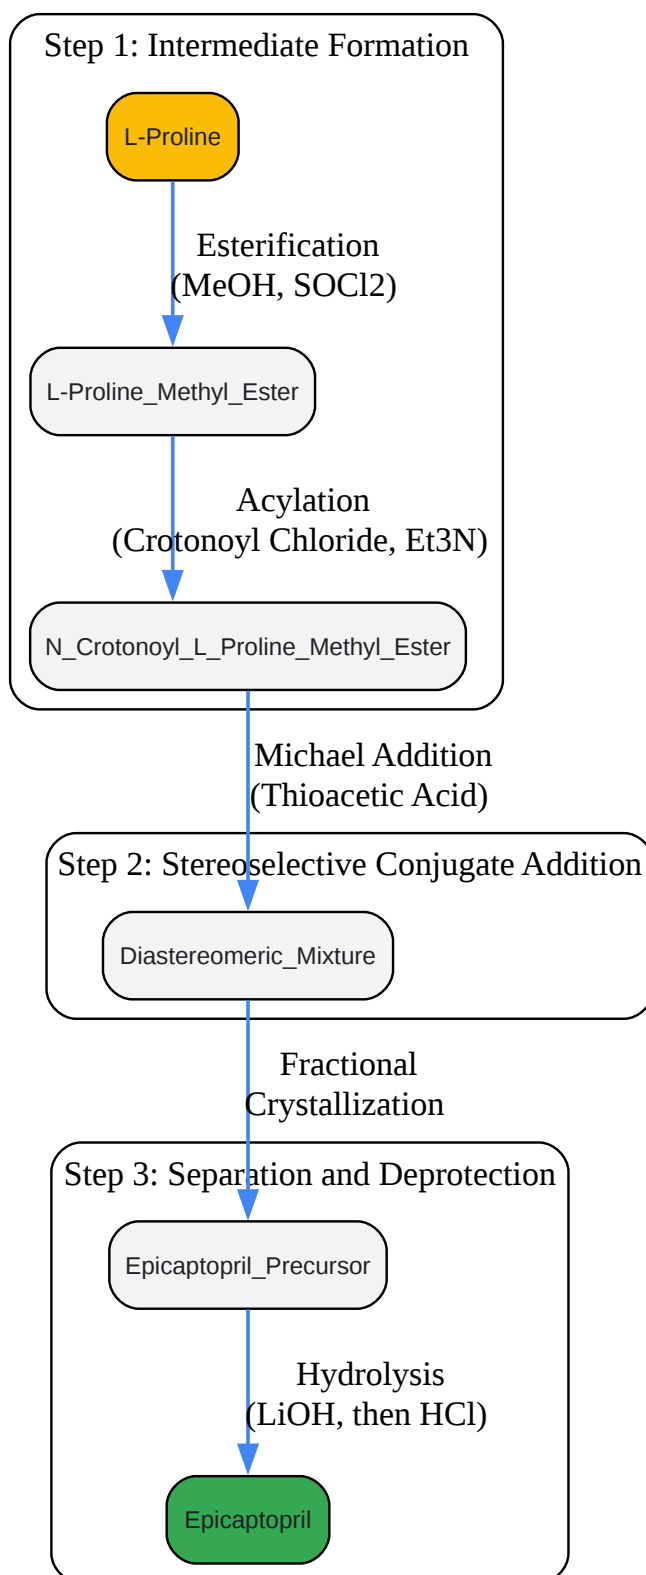 Step 1: Intermediate Formation
L-Proline
Esterification
(MeOH, SOCl2)
L-Proline_Methyl_Ester
Acylation
(Crotonoyl Chloride, Et3N)
N_Crotonoyl_L_Proline_Methyl_Ester
Michael Addition
(Thioacetic Acid)
Step 2: Stereoselective Conjugate Addition
Diastereomeric_Mixture
Fractional
Crystallization
Step 3: Separation and Deprotection
Epicaptopril_Precursor
Hydrolysis
(LiOH, then HCl)
Epicaptopril